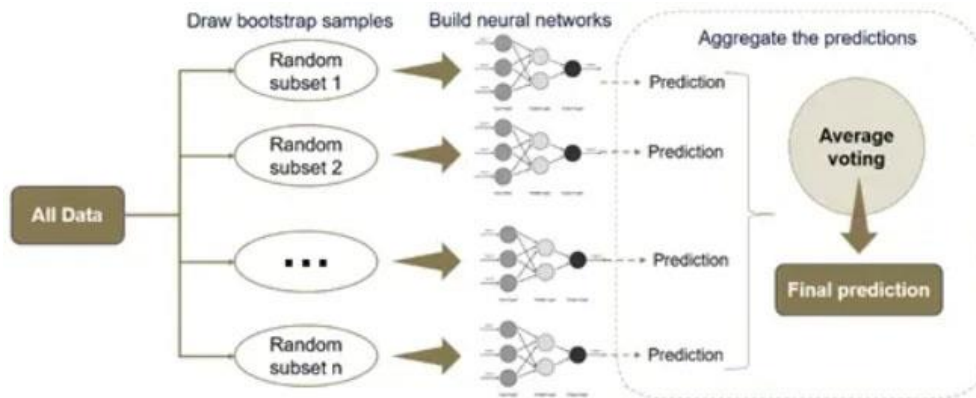 Draw bootstrap samples
Build neural networks
Aggregate the predictions
All Data
Random
subset 1
Prediction
Random
subset 2
Prediction
...
Prediction
Random
subset n
Prediction
Average
voting
Final prediction